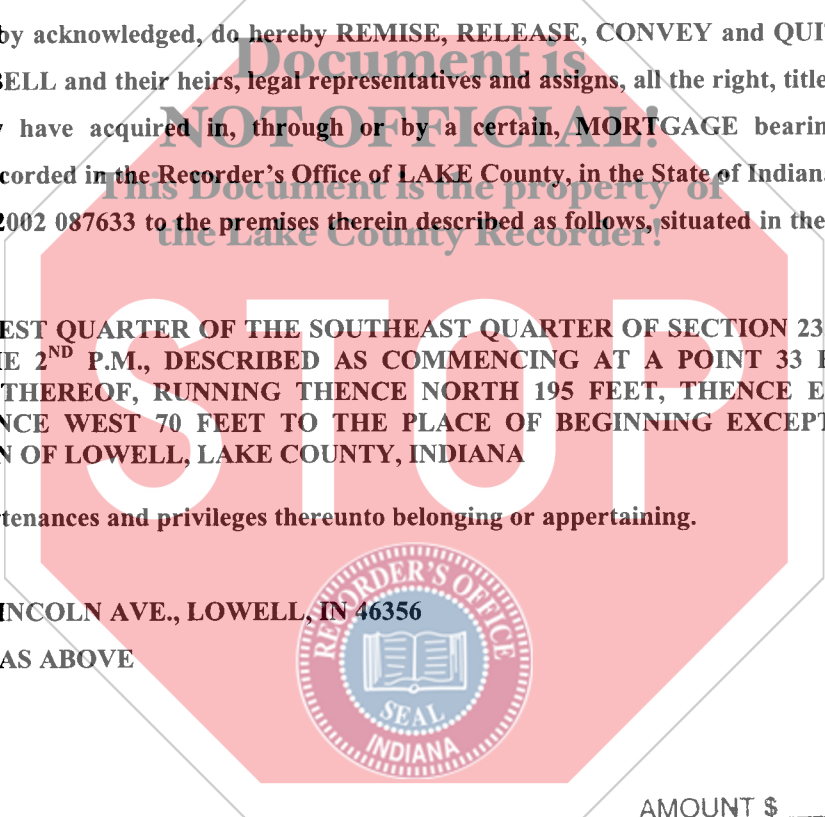 by acknowledged, do hereby REMISE, RELEASE, CONVEY and QUIT
BELL and their heirs, legal representatives and assigns, all the right, title
Document is
have acquired in, through or by a certain, MORTGAGE bearin
NOT OFFICIAL!
corded in the Recorder's Office of LAKE County, in the State of Indian
This Document is the property of
2002 087633 to the premises therein described as follows, situated in the
the Lake County Recorder!
STOP
EST QUARTER OF THE SOUTHEAST QUARTER OF SECTION 23
E 2ND P.M., DESCRIBED AS COMMENCING AT A POINT 33
THEREOF, RUNNING THENCE NORTH 195 FEET, THENCE E
NCE WEST 70 FEET TO THE PLACE OF BEGINNING EXCEPT
N OF LOWELL, LAKE COUNTY, INDIANA
tenances and privileges thereunto belonging or appertaining.
INCOLN AVE., LOWELL, IN 46356
AS ABOVE
RECORDER'S OFFICE
SEAL
INDIANA
AMOUNT $